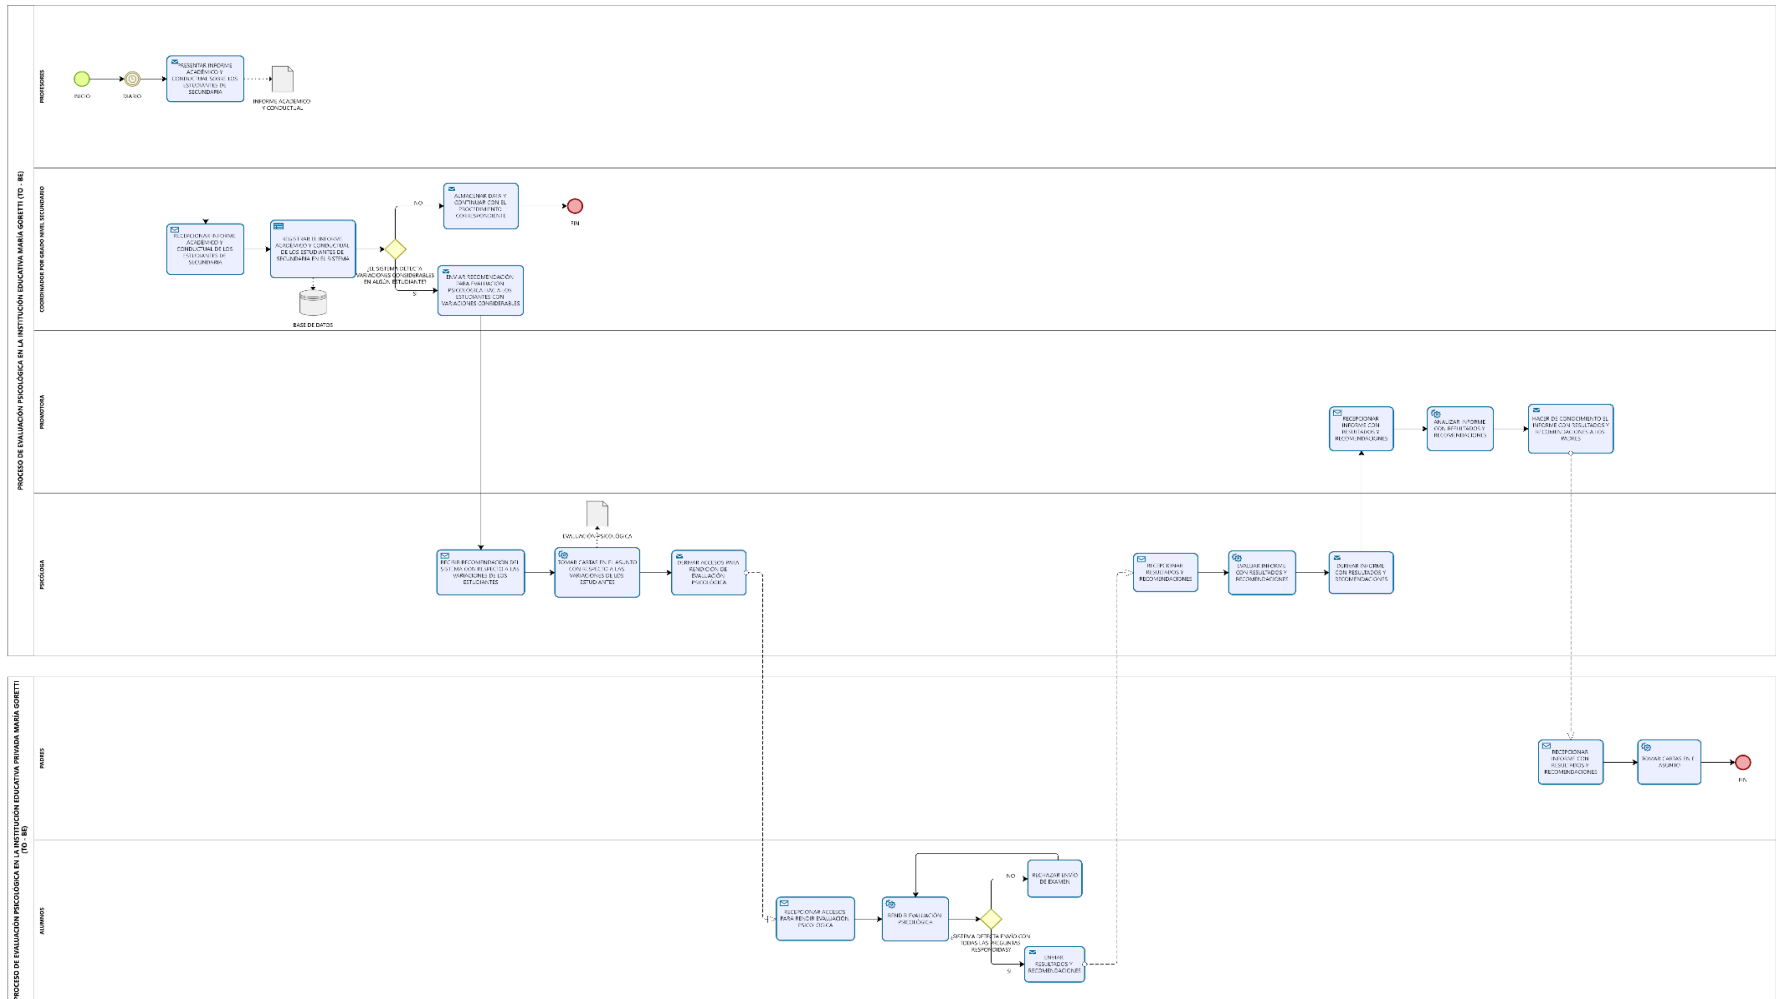 PROCESO DE EVALUACIÓN PSICOLÓGICA EN LA INSTITUCIÓN EDUCATIVA MARÍA GORETTI (TO - BE)
PROFESORES
INICIO
DIARIO
PRESENTAR INFORME
ACADÉMICO Y
CONDUCTUAL SOBRE LOS
ESTUDIANTES DE
SECUNDARIA
INFORME ACADÉMICO
Y CONDUCTUAL
COORDINADOR POR GRADO NIVEL SECUNDARIO
RECEPCIONAR INFORME
ACADÉMICO Y
CONDUCTUAL DE LOS
ESTUDIANTES DE
SECUNDARIA
REGISTRAR EL INFORME
ACADÉMICO Y CONDUCTUAL
DE LOS ESTUDIANTES DE
SECUNDARIA EN EL SISTEMA
BASE DE DATOS
¿EL SISTEMA DETECTA
VARIACIONES CONSIDERABLES
EN ALGÚN ESTUDIANTE?
NO
ALMACENAR DATA Y
CONTINUAR CON EL
PROCEDIMIENTO
CORRESPONDIENTE
FIN
SI
ENVIAR RECOMENDACIÓN
PARA EVALUACIÓN
PSICOLÓGICA HACIA LOS
ESTUDIANTES CON
VARIACIONES CONSIDERABLES
PROMOTORA
RECEPCIONAR
INFORME CON
RESULTADOS Y
RECOMENDACIONES
ANALIZAR INFORME
CON RESULTADOS Y
RECOMENDACIONES
HACER DE CONOCIMIENTO EL
INFORME CON RESULTADOS Y
RECOMENDACIONES A LOS
PADRES
PSICÓLOGA
RECIBIR RECOMENDACIÓN DEL
SISTEMA CON RESPECTO A LAS
VARIACIONES DE LOS
ESTUDIANTES
EVALUACIÓN PSICOLÓGICA
TOMAR CARTAS EN EL ASUNTO
CON RESPECTO A LAS
VARIACIONES DE LOS
ESTUDIANTES
DERIVAR ACCESOS PARA
RENDICIÓN DE
EVALUACIÓN
PSICOLÓGICA
RECEPCIONAR
RESULTADOS Y
RECOMENDACIONES
EVALUAR INFORME
CON RESULTADOS Y
RECOMENDACIONES
DERIVAR INFORME
CON RESULTADOS Y
RECOMENDACIONES
PROCESO DE EVALUACIÓN PSICOLÓGICA EN LA INSTITUCIÓN EDUCATIVA PRIVADA MARÍA GORETTI
(TO - BE)
PADRES
RECEPCIONAR
INFORME CON
RESULTADOS Y
RECOMENDACIONES
TOMAR CARTAS EN E
ASUNTO
FIN
ALUMNOS
RECEPCIONAR ACCESOS
PARA RENDIR EVALUACIÓN
PSICOLÓGICA
RENDIR EVALUACIÓN
PSICOLÓGICA
¿SISTEMA DETECTA ENVÍO CON
TODAS LAS PREGUNTAS
RESPONDIDAS?
NO
RECHAZAR ENVÍO
DE EXAMEN
SI
ENVIAR
RESULTADOS Y
RECOMENDACIONES